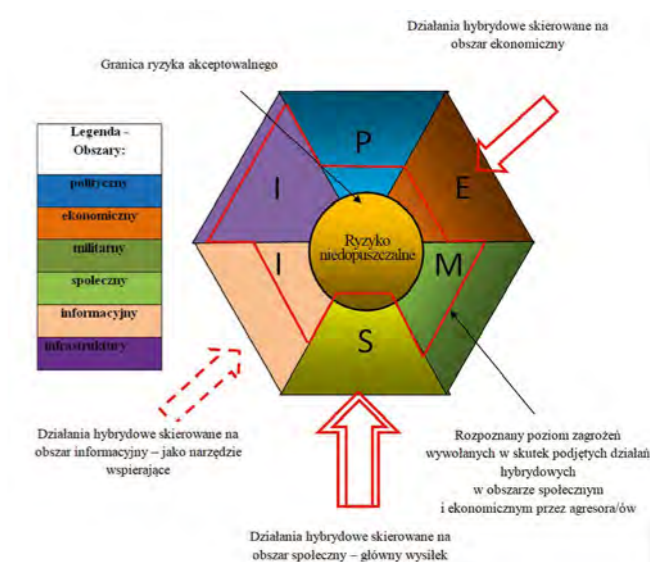 Działania hybrydowe skierowane na
obszar ekonomiczny
Granica ryzyka akceptowalnego
Legenda -
Obszary:
polityczny
ekonomiczny
militarny
społeczny
informacyjny
infrastruktury
P
I
E
Ryzyko
niedopuszczalne
I
M
S
Działania hybrydowe skierowane na
obszar informacyjny – jako narzędzie
wspierające
Rozpoznany poziom zagrożeń
wywołanych w skutek podjętych działań
hybrydowych
w obszarze społecznym
i ekonomicznym przez agresora/ów
Działania hybrydowe skierowane na
obszar społeczny – główny wysiłek